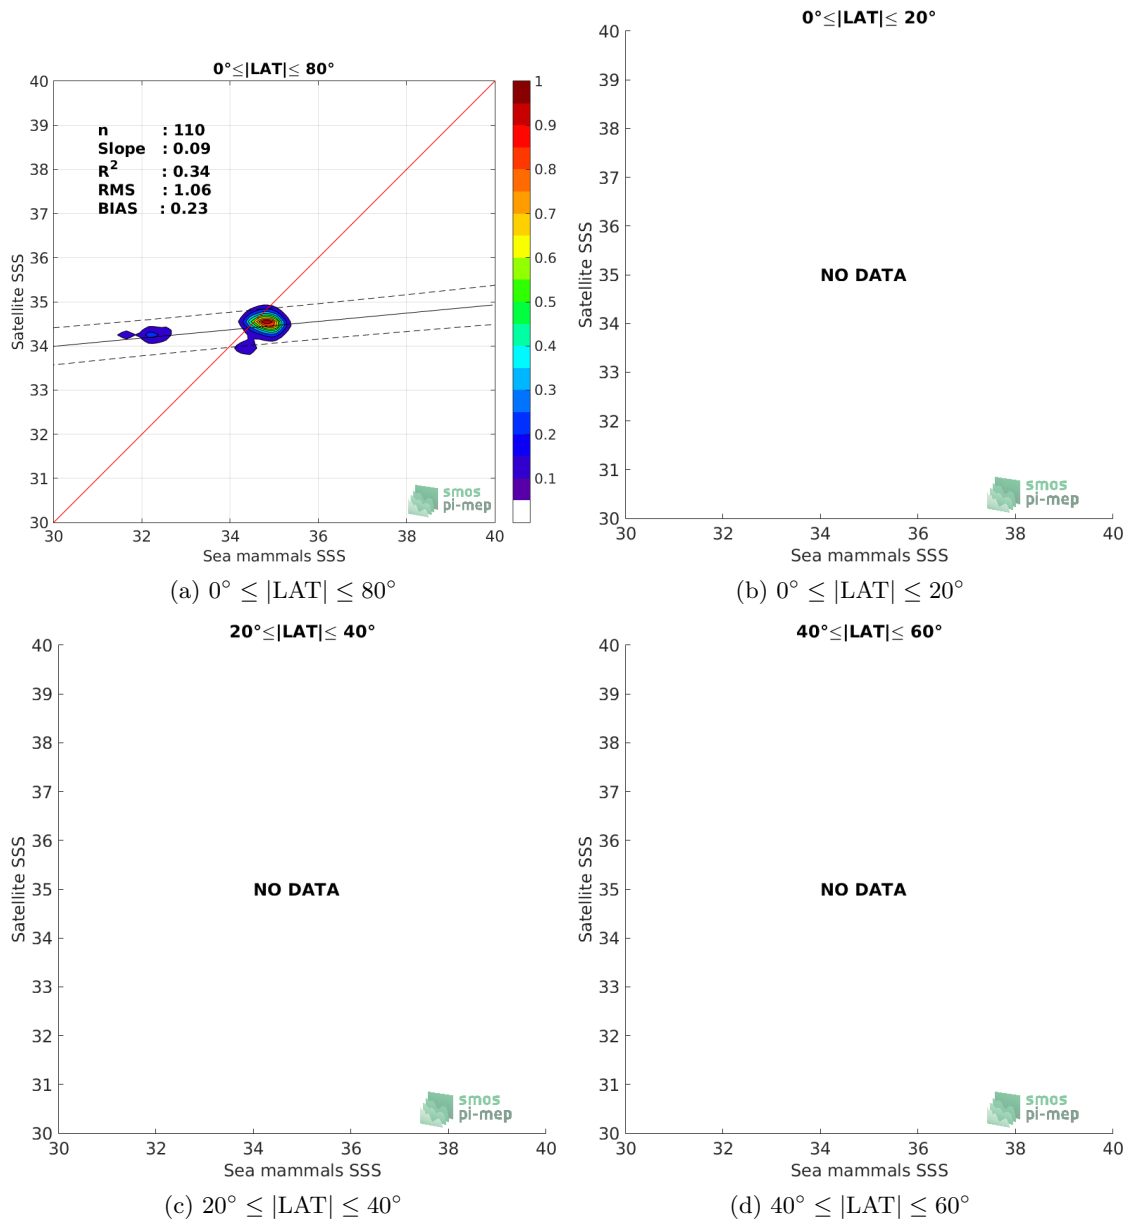 0°≤|LAT|≤ 80°
40
39
38
37
36
35
34
33
32
31
30
30 32 34 36 38 40
Satellite SSS
Sea mammals SSS
n : 110
Slope : 0.09
R² : 0.34
RMS : 1.06
BIAS : 0.23
1
0.9
0.8
0.7
0.6
0.5
0.4
0.3
0.2
0.1
smos
pi-mep
(a) 0° ≤ |LAT| ≤ 80°
0°≤|LAT|≤ 20°
40
39
38
37
36
35
34
33
32
31
30
30 32 34 36 38 40
Satellite SSS
Sea mammals SSS
NO DATA
smos
pi-mep
(b) 0° ≤ |LAT| ≤ 20°
20°≤|LAT|≤ 40°
40
39
38
37
36
35
34
33
32
31
30
30 32 34 36 38 40
Satellite SSS
Sea mammals SSS
NO DATA
smos
pi-mep
(c) 20° ≤ |LAT| ≤ 40°
40°≤|LAT|≤ 60°
40
39
38
37
36
35
34
33
32
31
30
30 32 34 36 38 40
Satellite SSS
Sea mammals SSS
NO DATA
smos
pi-mep
(d) 40° ≤ |LAT| ≤ 60°